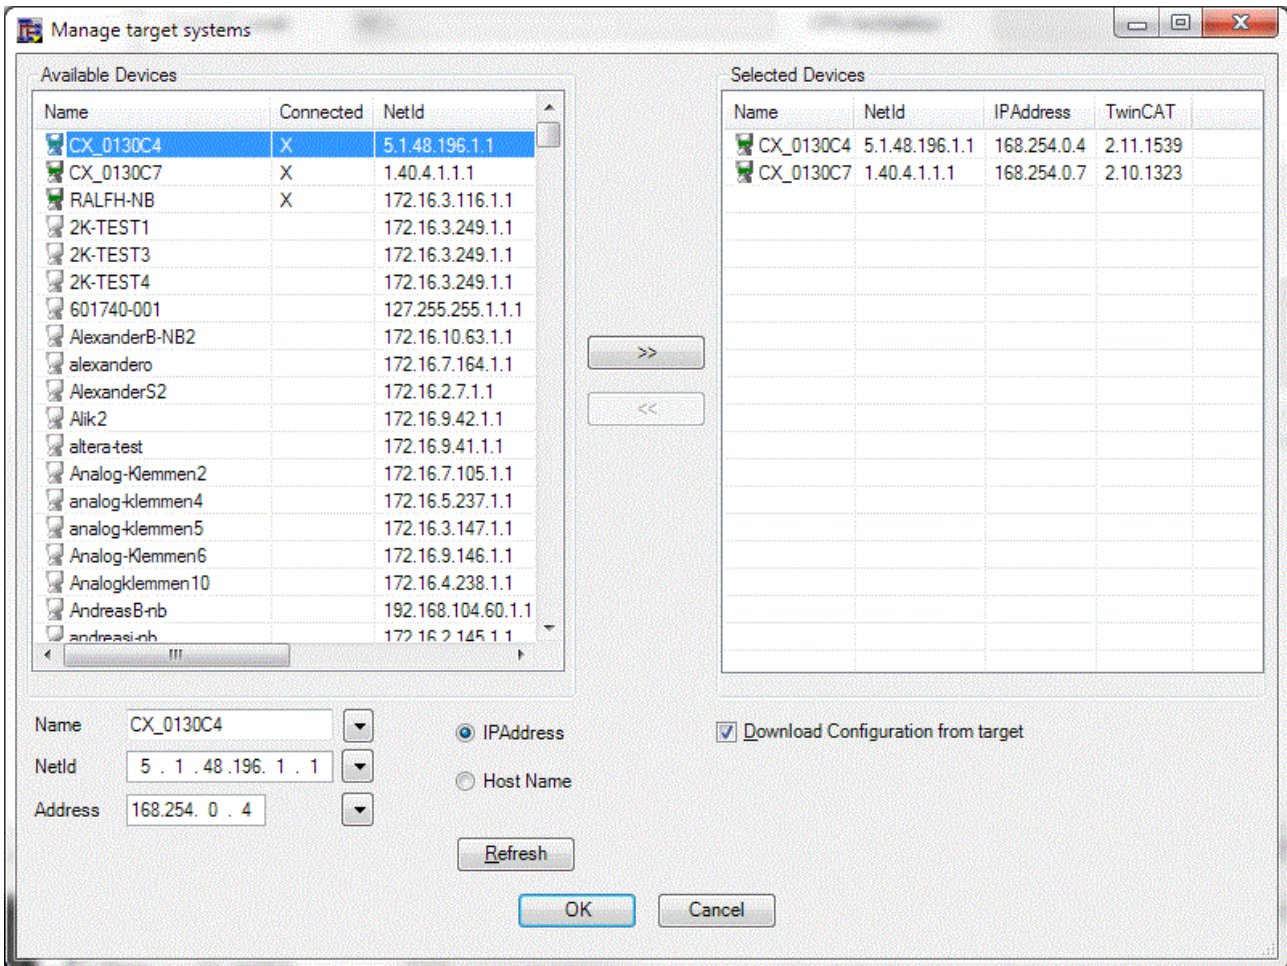 Manage target systems
Available Devices
Name Connected NetId
CX_0130C4 X 5.1.48.196.1.1
CX_0130C7 X 1.40.4.1.1.1
RALFH-NB X 172.16.3.116.1.1
2K-TEST1 172.16.3.249.1.1
2K-TEST3 172.16.3.249.1.1
2K-TEST4 172.16.3.249.1.1
601740-001 127.255.255.1.1.1
AlexanderB-NB2 172.16.10.63.1.1
alexandero 172.16.7.164.1.1
AlexanderS2 172.16.2.7.1.1
Alik2 172.16.9.42.1.1
altera-test 172.16.9.41.1.1
Analog-Klemmen2 172.16.7.105.1.1
analog-klemmen4 172.16.5.237.1.1
analog-klemmen5 172.16.3.147.1.1
Analog-Klemmen6 172.16.9.146.1.1
Analogklemmen10 172.16.4.238.1.1
AndreasB-nb 192.168.104.60.1.1
andreasi-nb 172.16.2.145.1.1
>>
<<
Selected Devices
Name NetId IPAddress TwinCAT
CX_0130C4 5.1.48.196.1.1 168.254.0.4 2.11.1539
CX_0130C7 1.40.4.1.1.1 168.254.0.7 2.10.1323
Name CX_0130C4
NetId 5 . 1 . 48 .196. 1 . 1
Address 168.254. 0 . 4
IPAddress
Host Name
Refresh
Download Configuration from target
OK Cancel